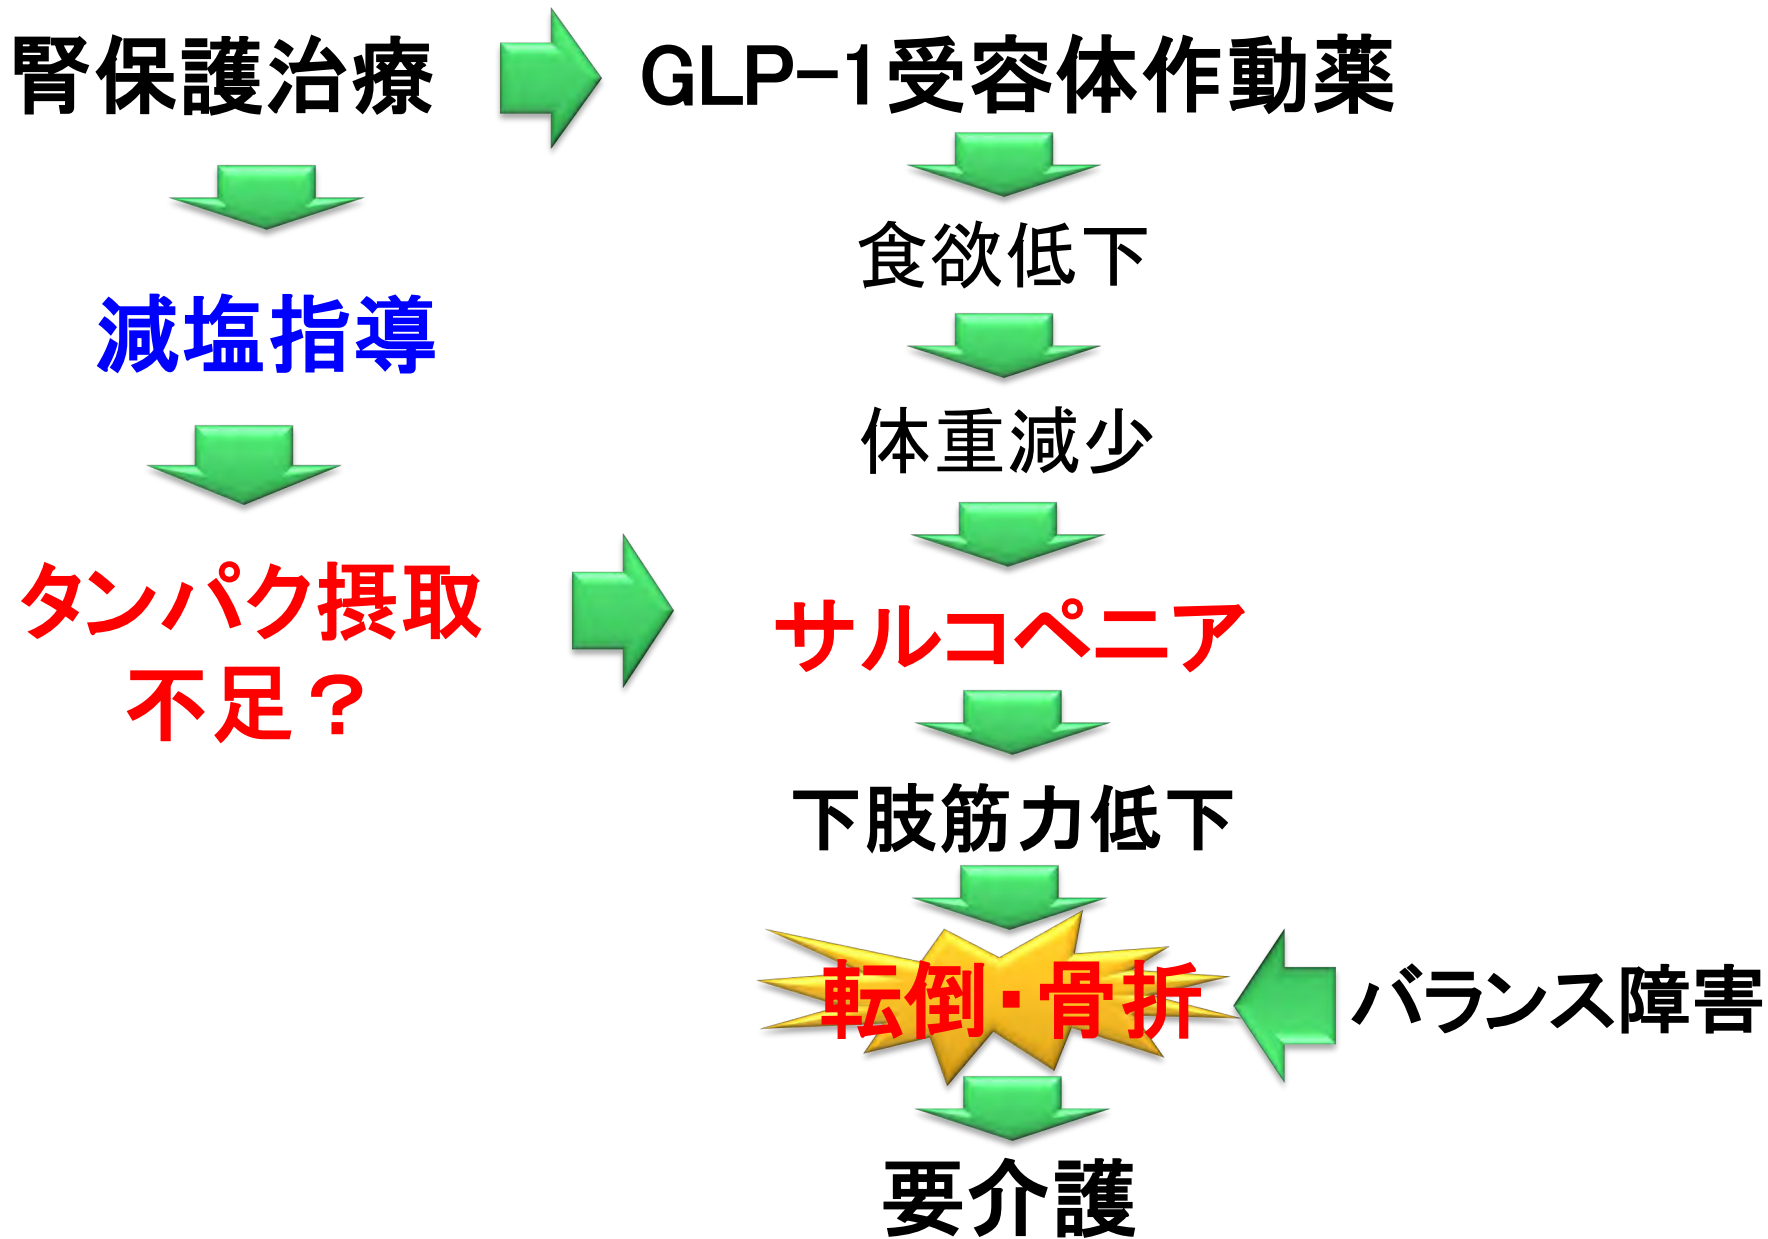 腎保護治療
GLP-1受容体作動薬
減塩指導
タンパク摂取
不足？
食欲低下
体重減少
サルコペニア
下肢筋力低下
転倒・骨折
バランス障害
要介護